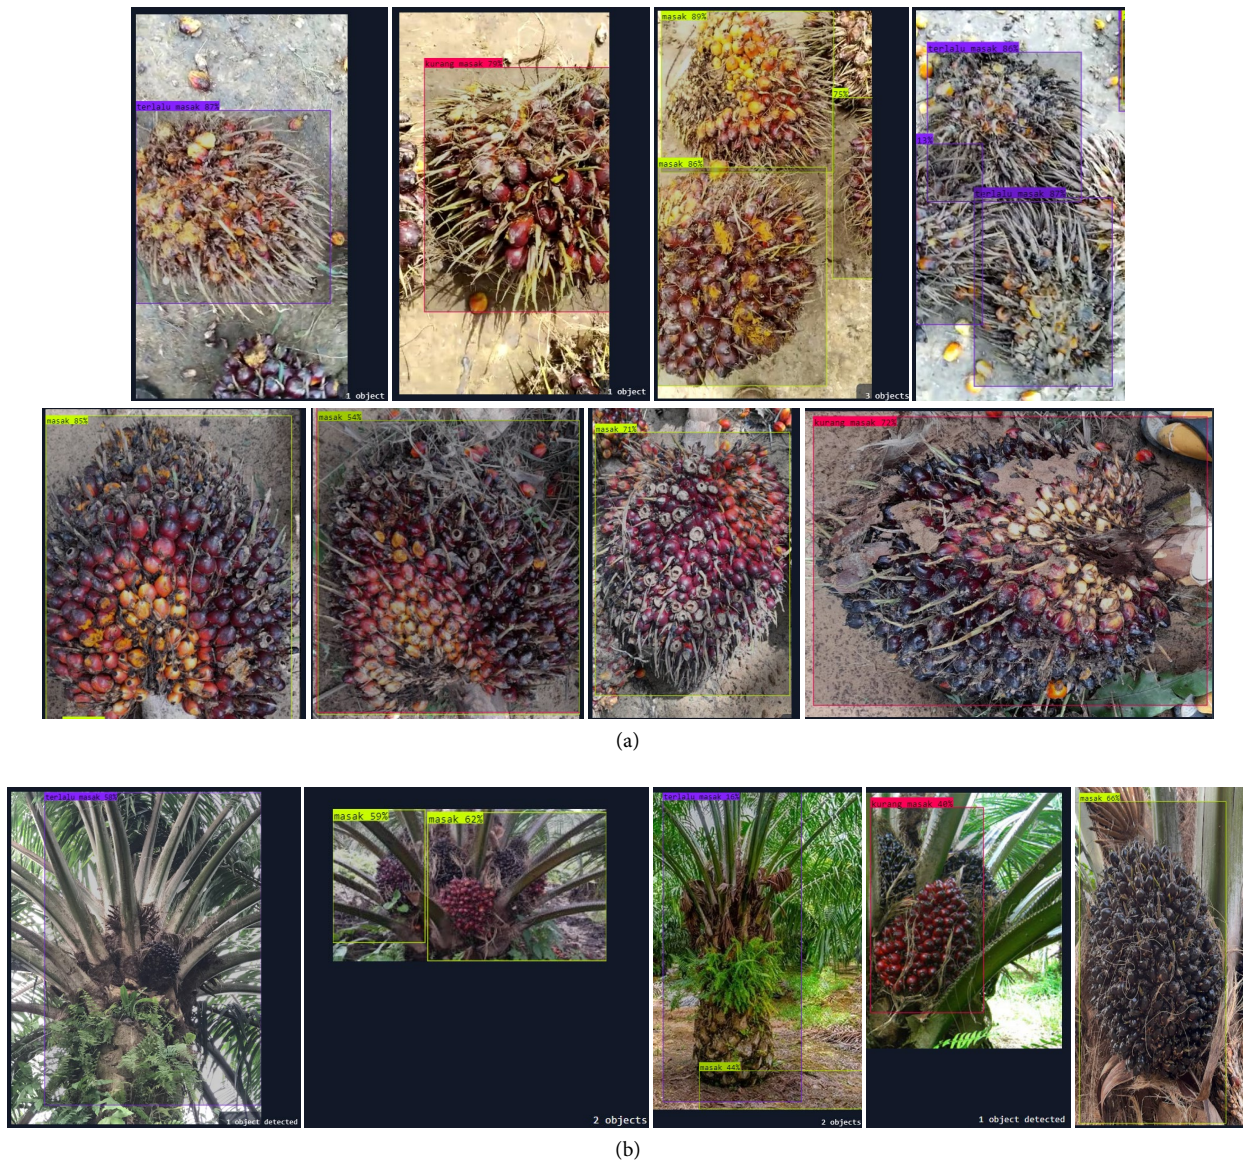 terlalu masak 87%
1 object
kurang masak 79%
1 object
masak 89%
75%
masak 86%
3 objects
terlalu masak 86%
terlalu masak 87%
masak 85%
masak 54%
masak 71%
kurang masak 72%
(a)
terlalu masak 50%
1 object detected
masak 59%
masak 62%
2 objects
terlalu masak 16%
masak 44%
2 objects
kurang masak 40%
1 object detected
masak 66%
(b)